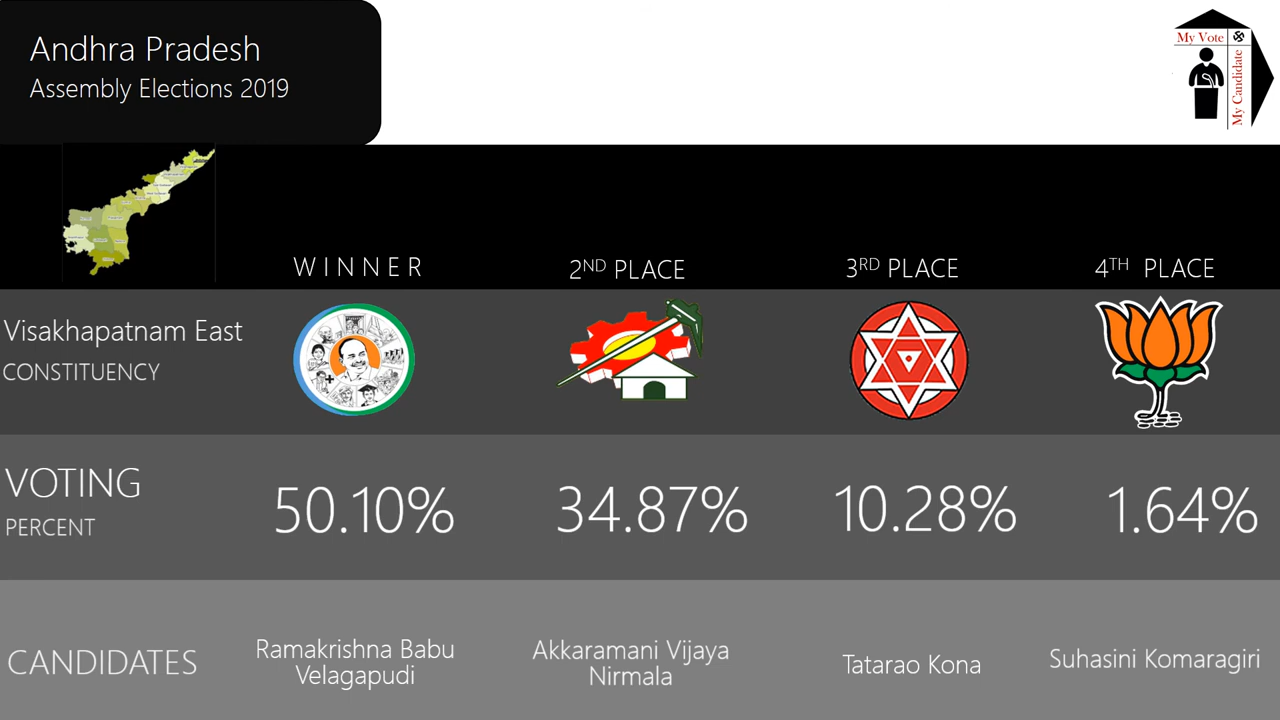 Andhra Pradesh
Assembly Elections 2019
My Vote
My Candidate
WINNER
2ND PLACE
3RD PLACE
4TH PLACE
Visakhapatnam East
CONSTITUENCY
VOTING
PERCENT
50.10%
34.87%
10.28%
1.64%
CANDIDATES
Ramakrishna Babu
Velagapudi
Akkaramani Vijaya
Nirmala
Tatarao Kona
Suhasini Komaragiri